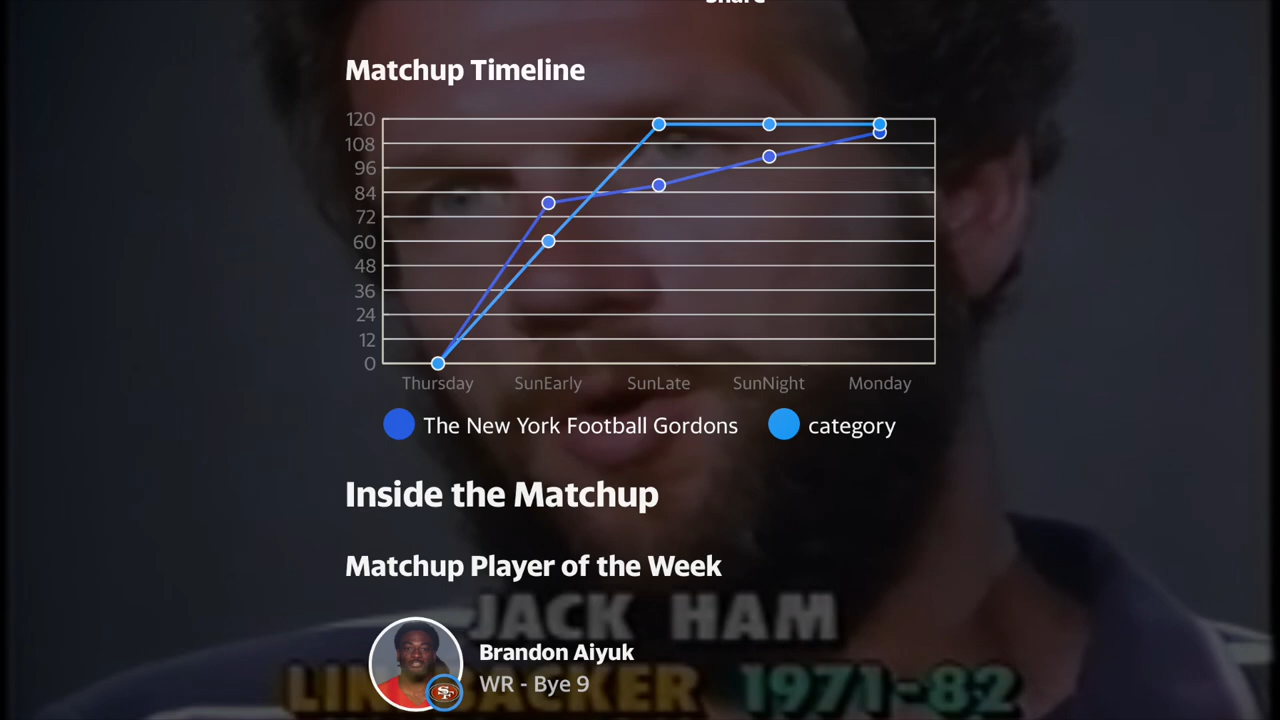 Share
Matchup Timeline
120
108
96
84
72
60
48
36
24
12
0
Thursday SunEarly SunLate SunNight Monday
The New York Football Gordons category
Inside the Matchup
Matchup Player of the Week
JACK HAM
Brandon Aiyuk
WR - Bye 9
LINEBACKER 1971-82